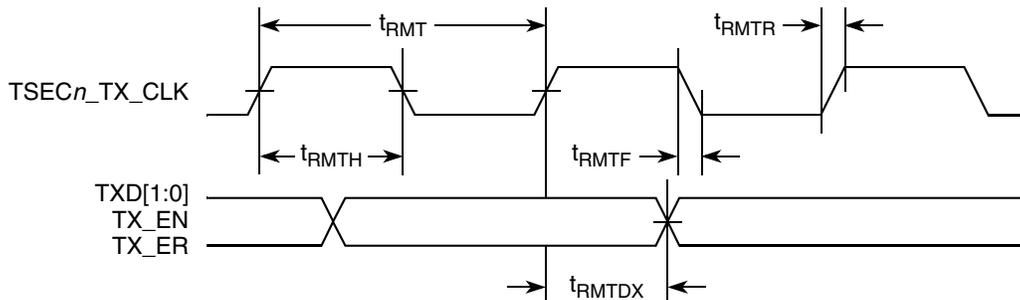 tRMT
tRMTR
TSECn_TX_CLK
tRMTH
tRMTF
TXD[1:0]
TX_EN
TX_ER
tRMTDX